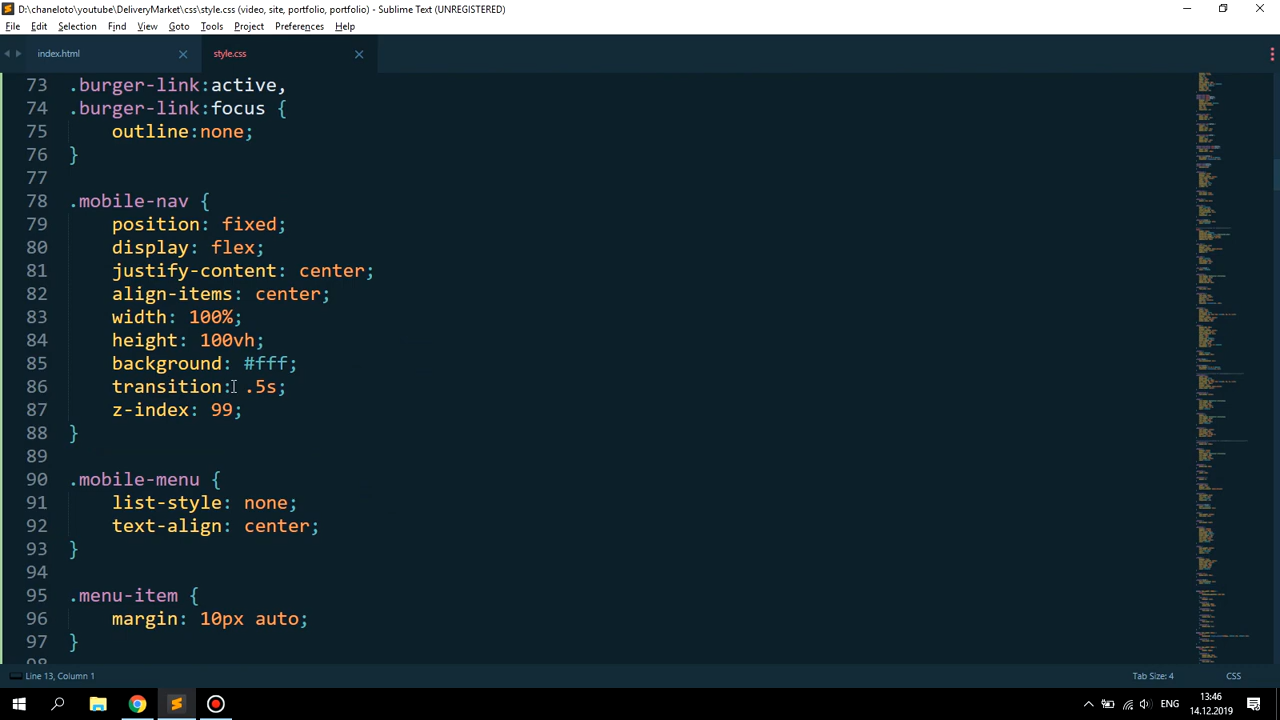 D:\chaneloto\youtube\DeliveryMarket\css\style.css (video, site, portfolio, portfolio) - Sublime Text (UNREGISTERED)
File Edit Selection Find View Goto Tools Project Preferences Help
index.html style.css
73 .burger-link:active,
74 .burger-link:focus {
75 outline:none;
76 }
77
78 .mobile-nav {
79 position: fixed;
80 display: flex;
81 justify-content: center;
82 align-items: center;
83 width: 100%;
84 height: 100vh;
85 background: #fff;
86 transition: .5s;
87 z-index: 99;
88 }
89
90 .mobile-menu {
91 list-style: none;
92 text-align: center;
93 }
94
95 .menu-item {
96 margin: 10px auto;
97 }
98
Line 13, Column 1 Tab Size: 4 CSS
ENG 13:46
14.12.2019